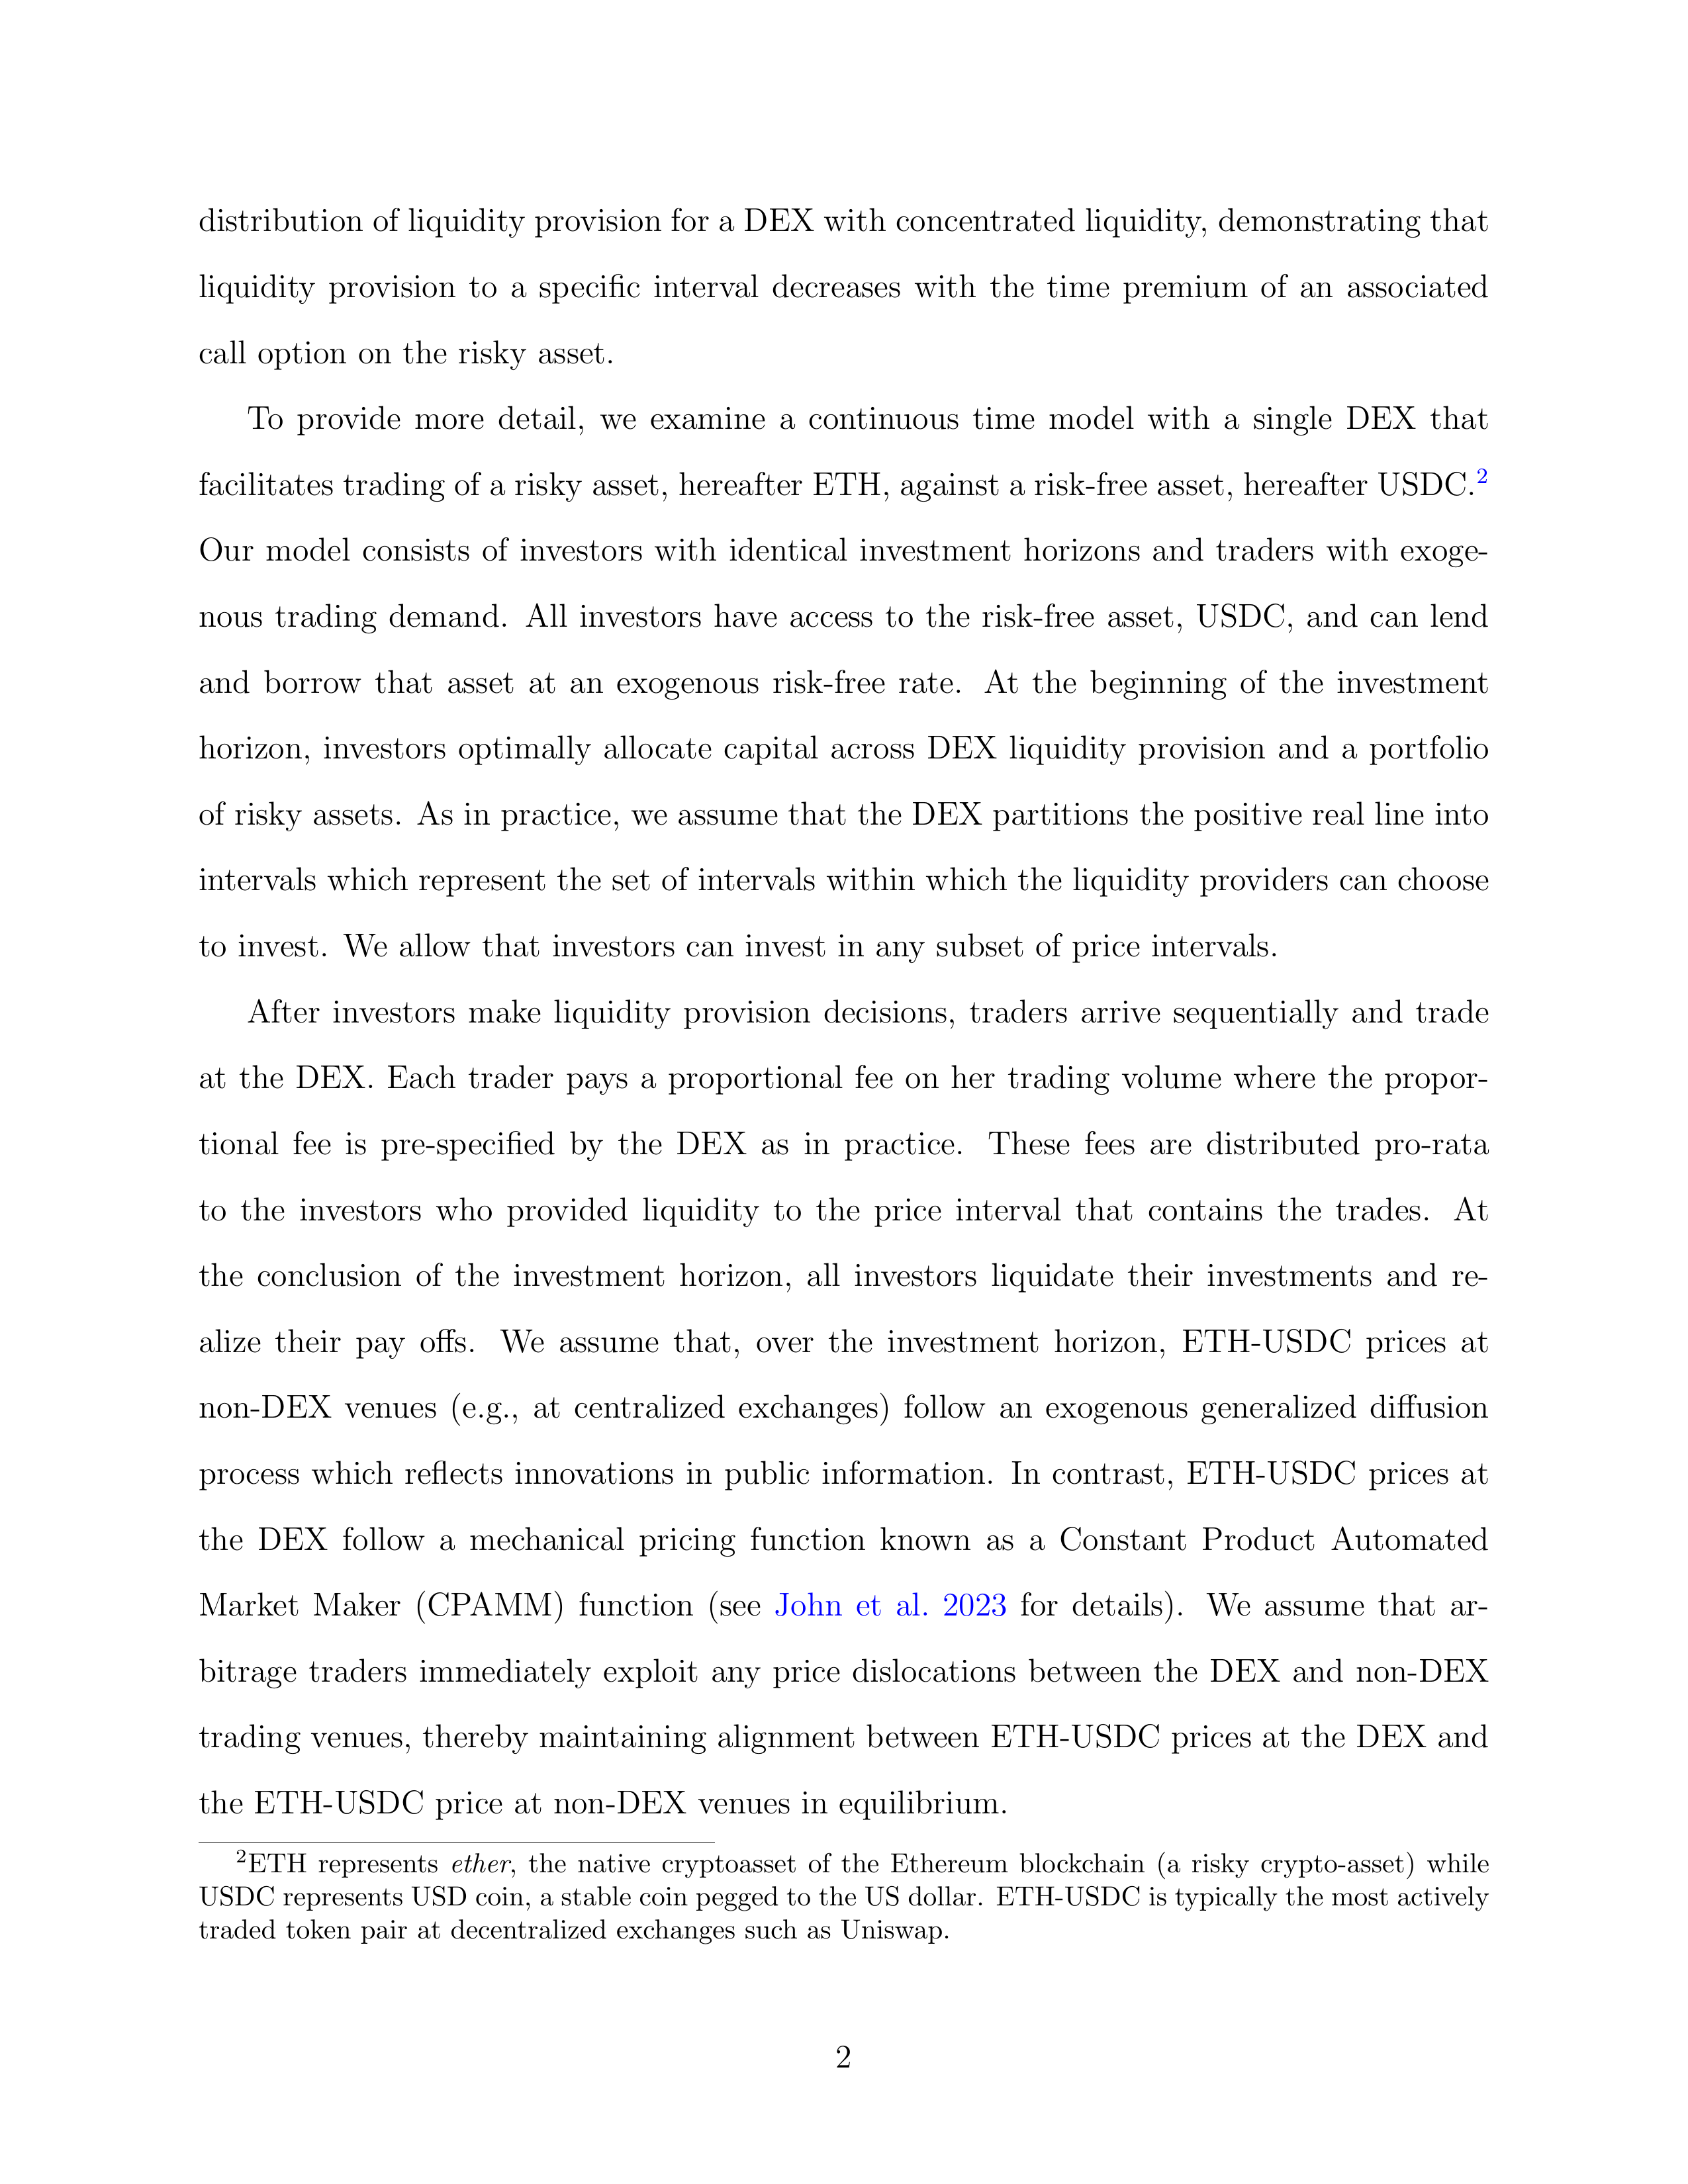 distribution of liquidity provision for a DEX with concentrated liquidity, demonstrating that
liquidity provision to a specific interval decreases with the time premium of an associated
call option on the risky asset.
To provide more detail, we examine a continuous time model with a single DEX that
facilitates trading of a risky asset, hereafter ETH, against a risk-free asset, hereafter USDC.2
Our model consists of investors with identical investment horizons and traders with exoge-
nous trading demand. All investors have access to the risk-free asset, USDC, and can lend
and borrow that asset at an exogenous risk-free rate. At the beginning of the investment
horizon, investors optimally allocate capital across DEX liquidity provision and a portfolio
of risky assets. As in practice, we assume that the DEX partitions the positive real line into
intervals which represent the set of intervals within which the liquidity providers can choose
to invest. We allow that investors can invest in any subset of price intervals.
After investors make liquidity provision decisions, traders arrive sequentially and trade
at the DEX. Each trader pays a proportional fee on her trading volume where the propor-
tional fee is pre-specified by the DEX as in practice. These fees are distributed pro-rata
to the investors who provided liquidity to the price interval that contains the trades. At
the conclusion of the investment horizon, all investors liquidate their investments and re-
alize their pay offs. We assume that, over the investment horizon, ETH-USDC prices at
non-DEX venues (e.g., at centralized exchanges) follow an exogenous generalized diffusion
process which reflects innovations in public information. In contrast, ETH-USDC prices at
the DEX follow a mechanical pricing function known as a Constant Product Automated
Market Maker (CPAMM) function (see John et al. 2023 for details). We assume that ar-
bitrage traders immediately exploit any price dislocations between the DEX and non-DEX
trading venues, thereby maintaining alignment between ETH-USDC prices at the DEX and
the ETH-USDC price at non-DEX venues in equilibrium.
2ETH represents ether, the native cryptoasset of the Ethereum blockchain (a risky crypto-asset) while
USDC represents USD coin, a stable coin pegged to the US dollar. ETH-USDC is typically the most actively
traded token pair at decentralized exchanges such as Uniswap.
2